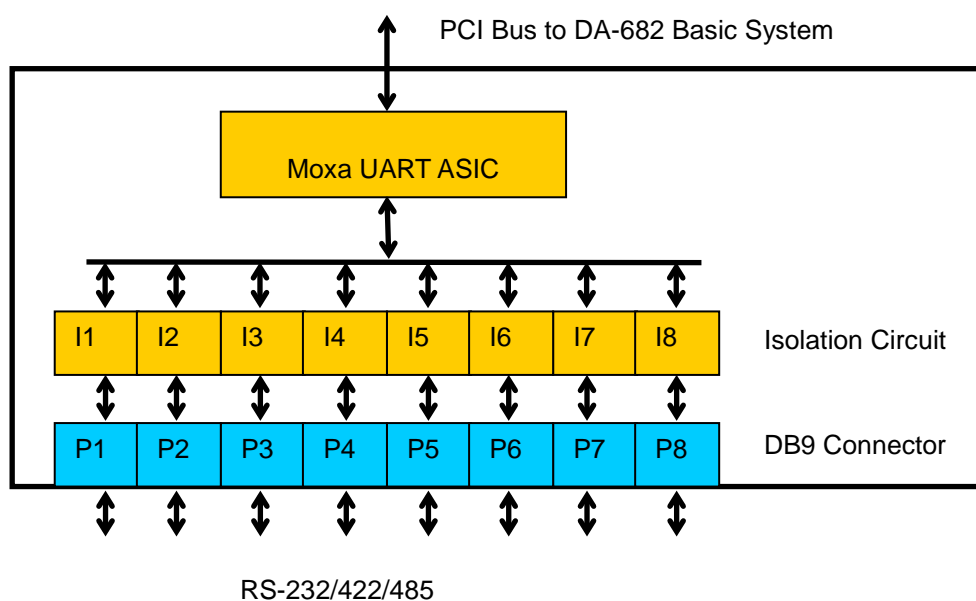 PCI Bus to DA-682 Basic System
Moxa UART ASIC
I1 I2 I3 I4 I5 I6 I7 I8 Isolation Circuit
P1 P2 P3 P4 P5 P6 P7 P8 DB9 Connector
RS-232/422/485